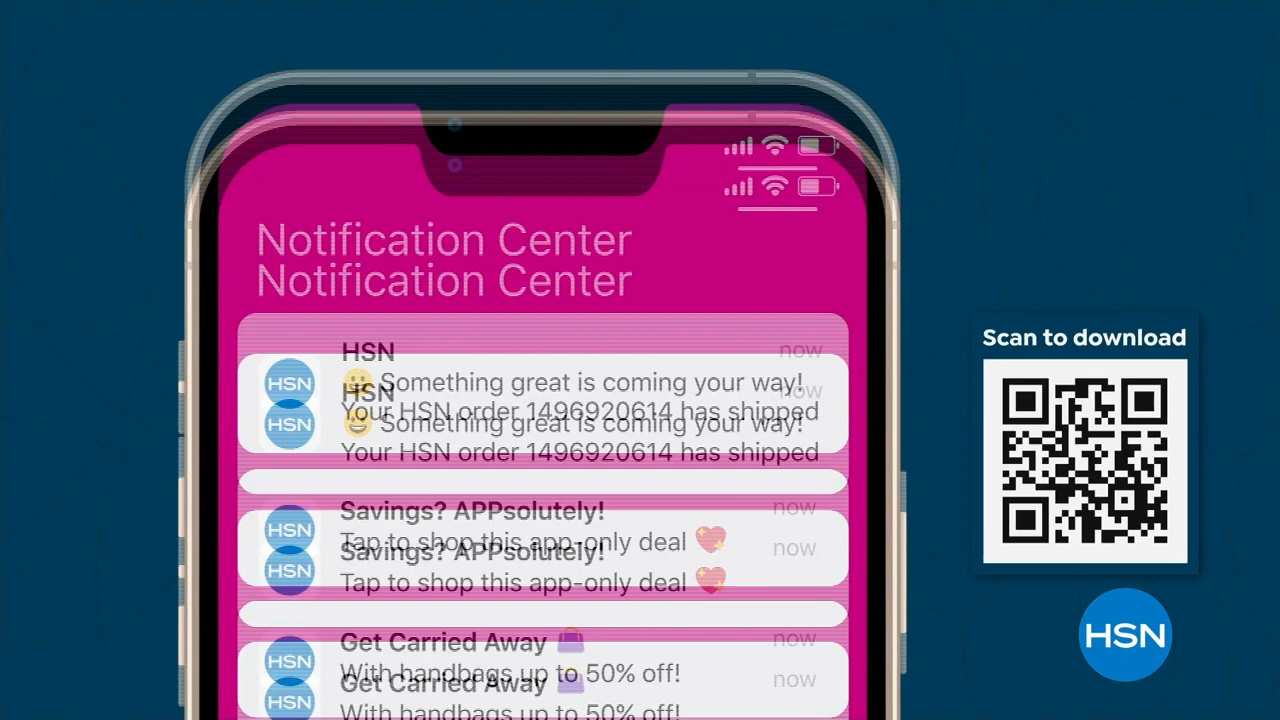 Notification Center
Notification Center
HSN now
HSN 😀 Something great is coming your way!
HSN now
Your HSN order 1496920614 has shipped
HSN 😀 Something great is coming your way!
Your HSN order 1496920614 has shipped
Savings? APPsolutely! now
HSN Tap to shop this app-only deal 💖
Savings? APPsolutely! now
HSN Tap to shop this app-only deal 💖
Get Carried Away 👜 now
HSN With handbags up to 50% off!
Get Carried Away 👜 now
HSN With handbags up to 50% off!
Scan to download
HSN